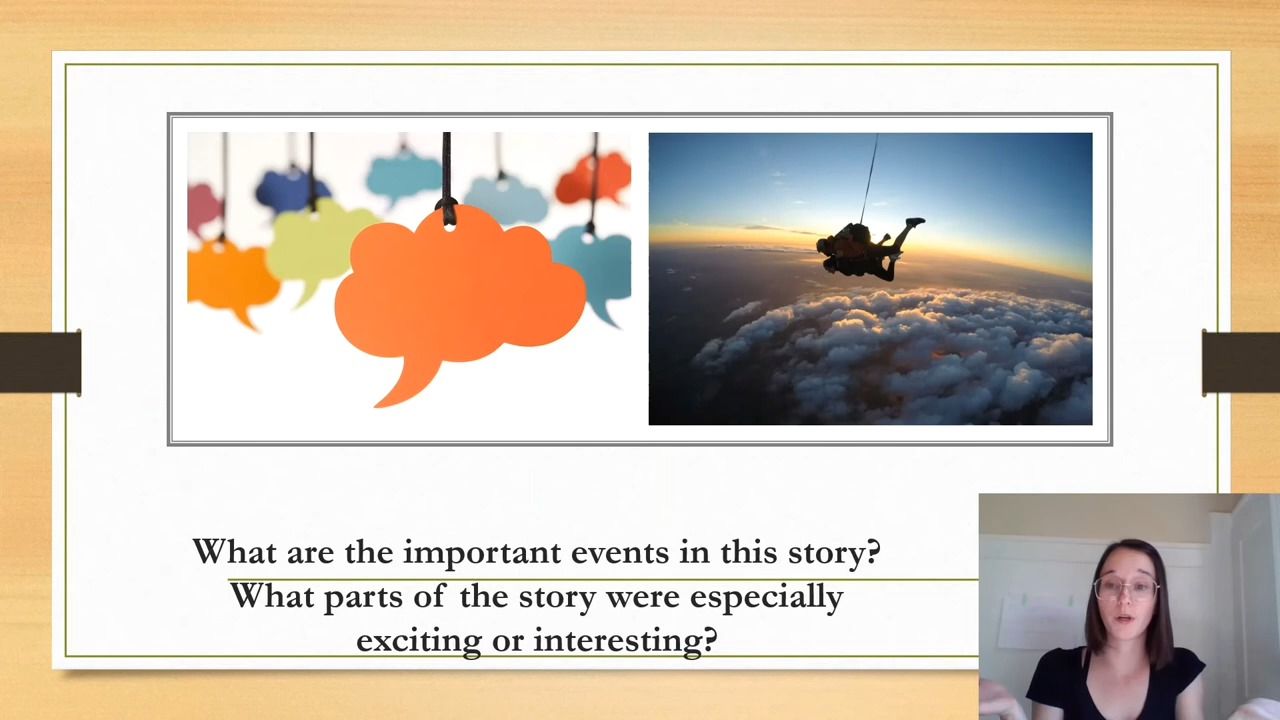 What are the important events in this story?
What parts of the story were especially
exciting or interesting?